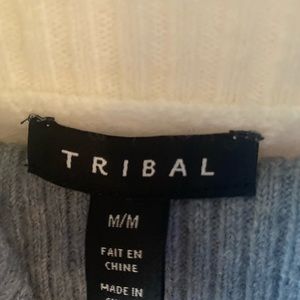 TRIBAL
M/M
FAIT EN
CHINE
MADE IN